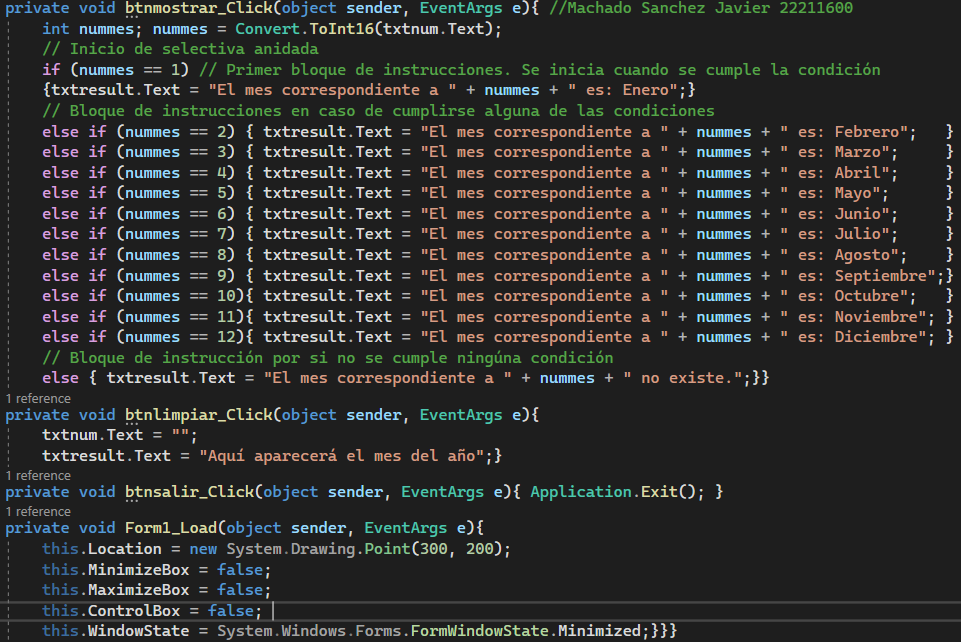 private void btnmostrar_Click(object sender, EventArgs e){ //Machado Sanchez Javier 22211600
int nummes; nummes = Convert.ToInt16(txtnum.Text);
// Inicio de selectiva anidada
if (nummes == 1) // Primer bloque de instrucciones. Se inicia cuando se cumple la condición
{txtresult.Text = "El mes correspondiente a " + nummes + " es: Enero";}
// Bloque de instrucciones en caso de cumplirse alguna de las condiciones
else if (nummes == 2) { txtresult.Text = "El mes correspondiente a " + nummes + " es: Febrero"; }
else if (nummes == 3) { txtresult.Text = "El mes correspondiente a " + nummes + " es: Marzo"; }
else if (nummes == 4) { txtresult.Text = "El mes correspondiente a " + nummes + " es: Abril"; }
else if (nummes == 5) { txtresult.Text = "El mes correspondiente a " + nummes + " es: Mayo"; }
else if (nummes == 6) { txtresult.Text = "El mes correspondiente a " + nummes + " es: Junio"; }
else if (nummes == 7) { txtresult.Text = "El mes correspondiente a " + nummes + " es: Julio"; }
else if (nummes == 8) { txtresult.Text = "El mes correspondiente a " + nummes + " es: Agosto"; }
else if (nummes == 9) { txtresult.Text = "El mes correspondiente a " + nummes + " es: Septiembre";}
else if (nummes == 10){ txtresult.Text = "El mes correspondiente a " + nummes + " es: Octubre"; }
else if (nummes == 11){ txtresult.Text = "El mes correspondiente a " + nummes + " es: Noviembre"; }
else if (nummes == 12){ txtresult.Text = "El mes correspondiente a " + nummes + " es: Diciembre"; }
// Bloque de instrucción por si no se cumple ningúna condición
else { txtresult.Text = "El mes correspondiente a " + nummes + " no existe.";}}
1 reference
private void btnlimpiar_Click(object sender, EventArgs e){
txtnum.Text = "";
txtresult.Text = "Aquí aparecerá el mes del año";}
1 reference
private void btnsalir_Click(object sender, EventArgs e){ Application.Exit(); }
1 reference
private void Form1_Load(object sender, EventArgs e){
this.Location = new System.Drawing.Point(300, 200);
this.MinimizeBox = false;
this.MaximizeBox = false;
this.ControlBox = false;
this.WindowState = System.Windows.Forms.FormWindowState.Minimized;}}}